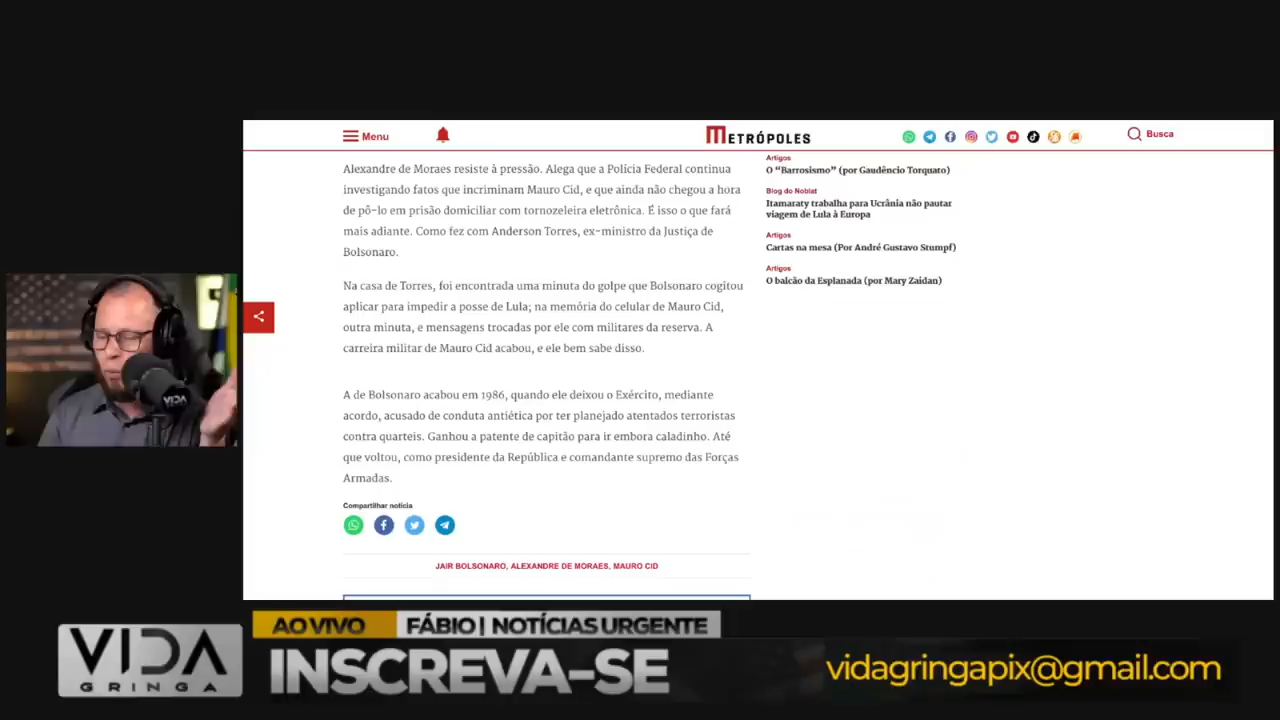 Menu
METRÓPOLES
Busca
Alexandre de Moraes resiste à pressão. Alega que a Polícia Federal continua
investigando fatos que incriminam Mauro Cid, e que ainda não chegou a hora
de pô-lo em prisão domiciliar com tornozeleira eletrônica. É isso o que fará
mais adiante. Como fez com Anderson Torres, ex-ministro da Justiça de
Bolsonaro.
Na casa de Torres, foi encontrada uma minuta do golpe que Bolsonaro cogitou
aplicar para impedir a posse de Lula; na memória do celular de Mauro Cid,
outra minuta, e mensagens trocadas por ele com militares da reserva. A
carreira militar de Mauro Cid acabou, e ele bem sabe disso.
A de Bolsonaro acabou em 1986, quando ele deixou o Exército, mediante
acordo, acusado de conduta antiética por ter planejado atentados terroristas
contra quartéis. Ganhou a patente de capitão para ir embora caladinho. Até
que voltou, como presidente da República e comandante supremo das Forças
Armadas.
Compartilhar notícia
JAIR BOLSONARO, ALEXANDRE DE MORAES, MAURO CID
Artigos
O “Barrosismo” (por Gaudêncio Torquato)
Blog do Noblat
Itamaraty trabalha para Ucrânia não pautar
viagem de Lula à Europa
Artigos
Cartas na mesa (Por André Gustavo Stumpf)
Artigos
O balcão da Esplanada (por Mary Zaidan)
VIDA
VIDA
GRINGA
AO VIVO
FÁBIO | NOTÍCIAS URGENTE
INSCREVA-SE
vidagringapix@gmail.com